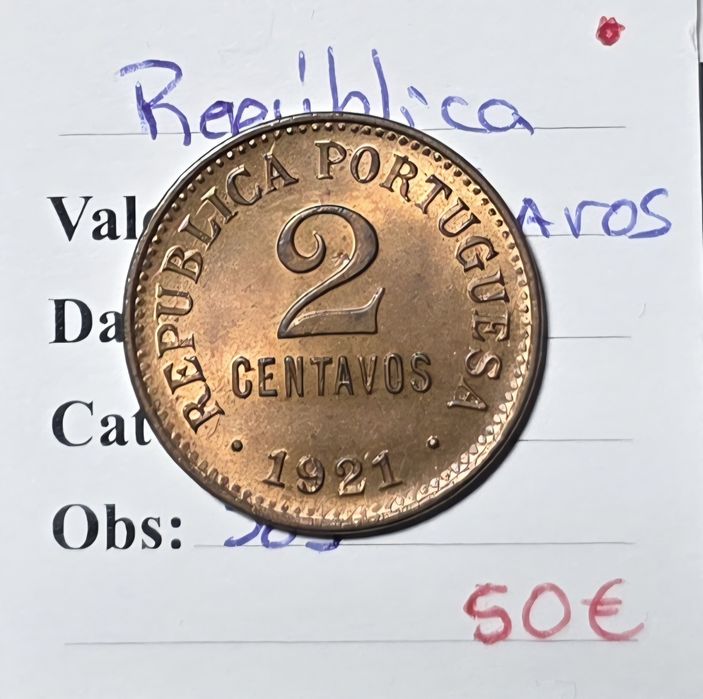 República
Val
avos
Da
Cat
Obs:
50€
REPUBLICA PORTUGUESA
2
CENTAVOS
• 1921 •